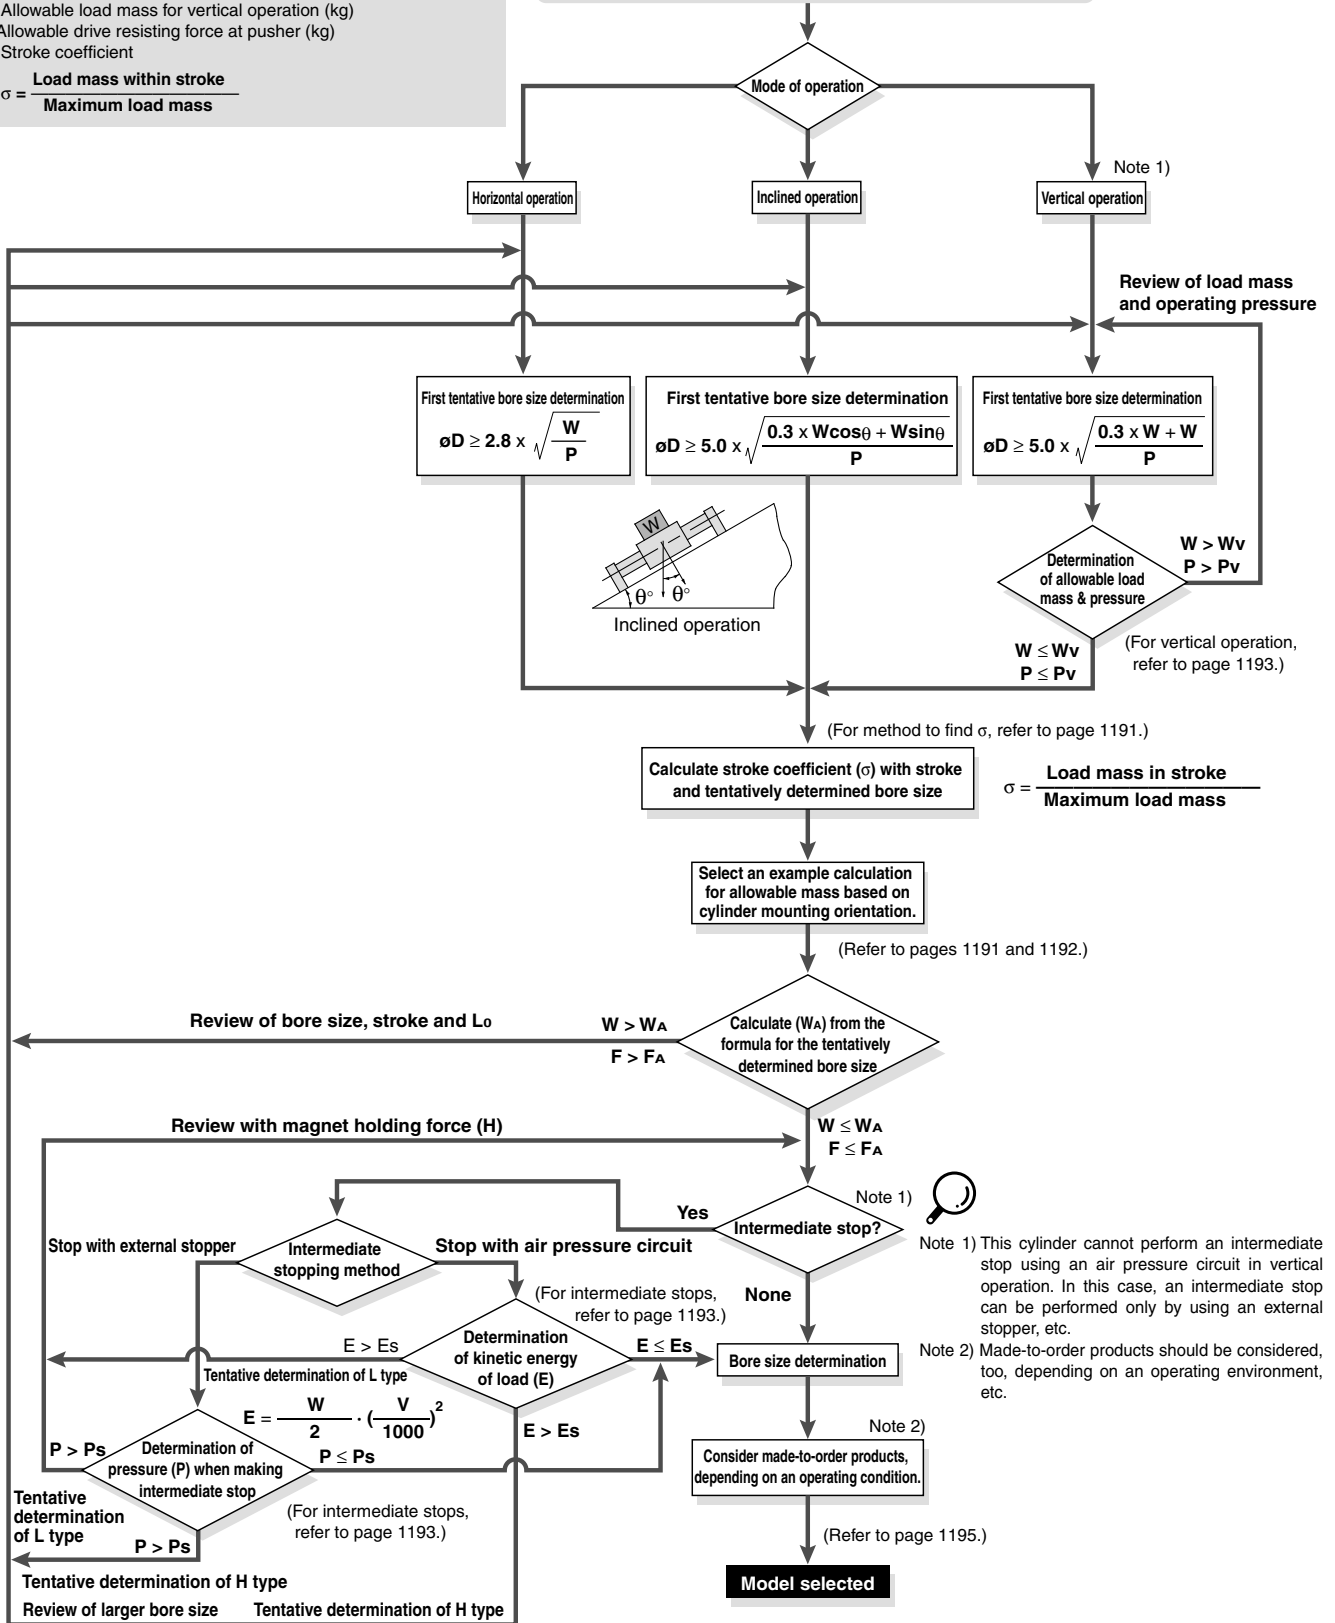 Allowable load mass for vertical operation (kg)
Allowable drive resisting force at pusher (kg)
Stroke coefficient
σ = Load mass within stroke / Maximum load mass
Mode of operation
Note 1)
Horizontal operation
Inclined operation
Vertical operation
Review of load mass
and operating pressure
First tentative bore size determination
øD ≥ 2.8 x √(W / P)
First tentative bore size determination
øD ≥ 5.0 x √((0.3 x Wcosθ + Wsinθ) / P)
First tentative bore size determination
øD ≥ 5.0 x √((0.3 x W + W) / P)
W
θ° θ°
Inclined operation
Determination
of allowable load
mass & pressure
W > Wv
P > Pv
W ≤ Wv
P ≤ Pv
(For vertical operation,
refer to page 1193.)
(For method to find σ, refer to page 1191.)
Calculate stroke coefficient (σ) with stroke
and tentatively determined bore size
σ = Load mass in stroke / Maximum load mass
Select an example calculation
for allowable mass based on
cylinder mounting orientation.
(Refer to pages 1191 and 1192.)
Review of bore size, stroke and L0
W > WA
F > FA
Calculate (WA) from the
formula for the tentatively
determined bore size
Review with magnet holding force (H)
W ≤ WA
F ≤ FA
Note 1)
Yes
Intermediate stop?
None
Stop with external stopper
Intermediate
stopping method
Stop with air pressure circuit
(For intermediate stops,
refer to page 1193.)
Note 1) This cylinder cannot perform an intermediate
stop using an air pressure circuit in vertical
operation. In this case, an intermediate stop
can be performed only by using an external
stopper, etc.
Note 2) Made-to-order products should be considered,
too, depending on an operating environment,
etc.
E > Es
Determination
of kinetic energy
of load (E)
E ≤ Es
Bore size determination
Tentative determination of L type
E = W / 2 · (V / 1000)²
E > Es
Note 2)
P > Ps
Determination of
pressure (P) when making
intermediate stop
P ≤ Ps
Consider made-to-order products,
depending on an operating condition.
Tentative
determination
of L type
(For intermediate stops,
refer to page 1193.)
P > Ps
(Refer to page 1195.)
Tentative determination of H type
Model selected
Review of larger bore size
Tentative determination of H type